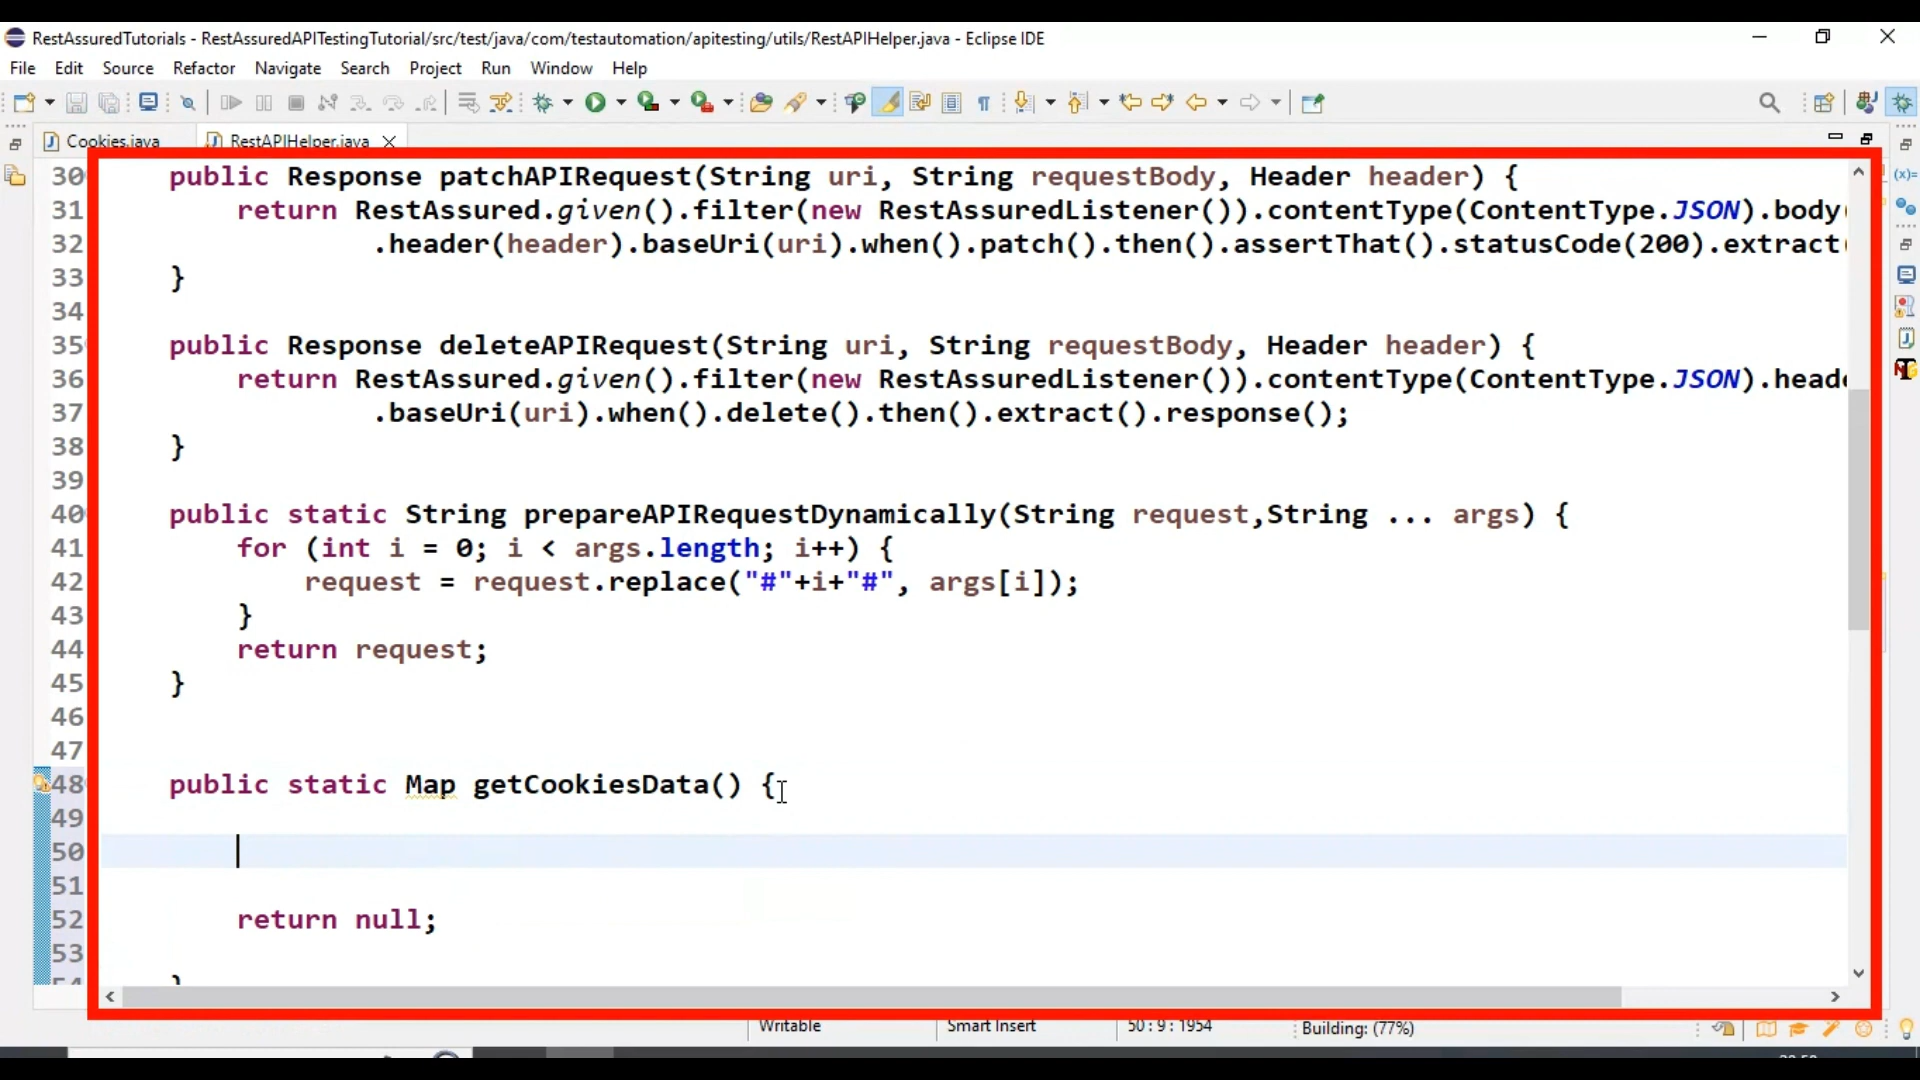 RestAssuredTutorials - RestAssuredAPITestingTutorial/src/test/java/com/testautomation/apitesting/utils/RestAPIHelper.java - Eclipse IDE
File Edit Source Refactor Navigate Search Project Run Window Help
Cookies.java RestAPIHelper.java
30 public Response patchAPIRequest(String uri, String requestBody, Header header) {
31 return RestAssured.given().filter(new RestAssuredListener()).contentType(ContentType.JSON).body(
32 .header(header).baseUri(uri).when().patch().then().assertThat().statusCode(200).extract(
33 }
34
35 public Response deleteAPIRequest(String uri, String requestBody, Header header) {
36 return RestAssured.given().filter(new RestAssuredListener()).contentType(ContentType.JSON).heade
37 .baseUri(uri).when().delete().then().extract().response();
38 }
39
40 public static String prepareAPIRequestDynamically(String request,String ... args) {
41 for (int i = 0; i < args.length; i++) {
42 request = request.replace("#"+i+"#", args[i]);
43 }
44 return request;
45 }
46
47
48 public static Map getCookiesData() {
49
50
51
52 return null;
53
54 }
Writable Smart Insert 50 : 9 : 1954 Building: (77%)